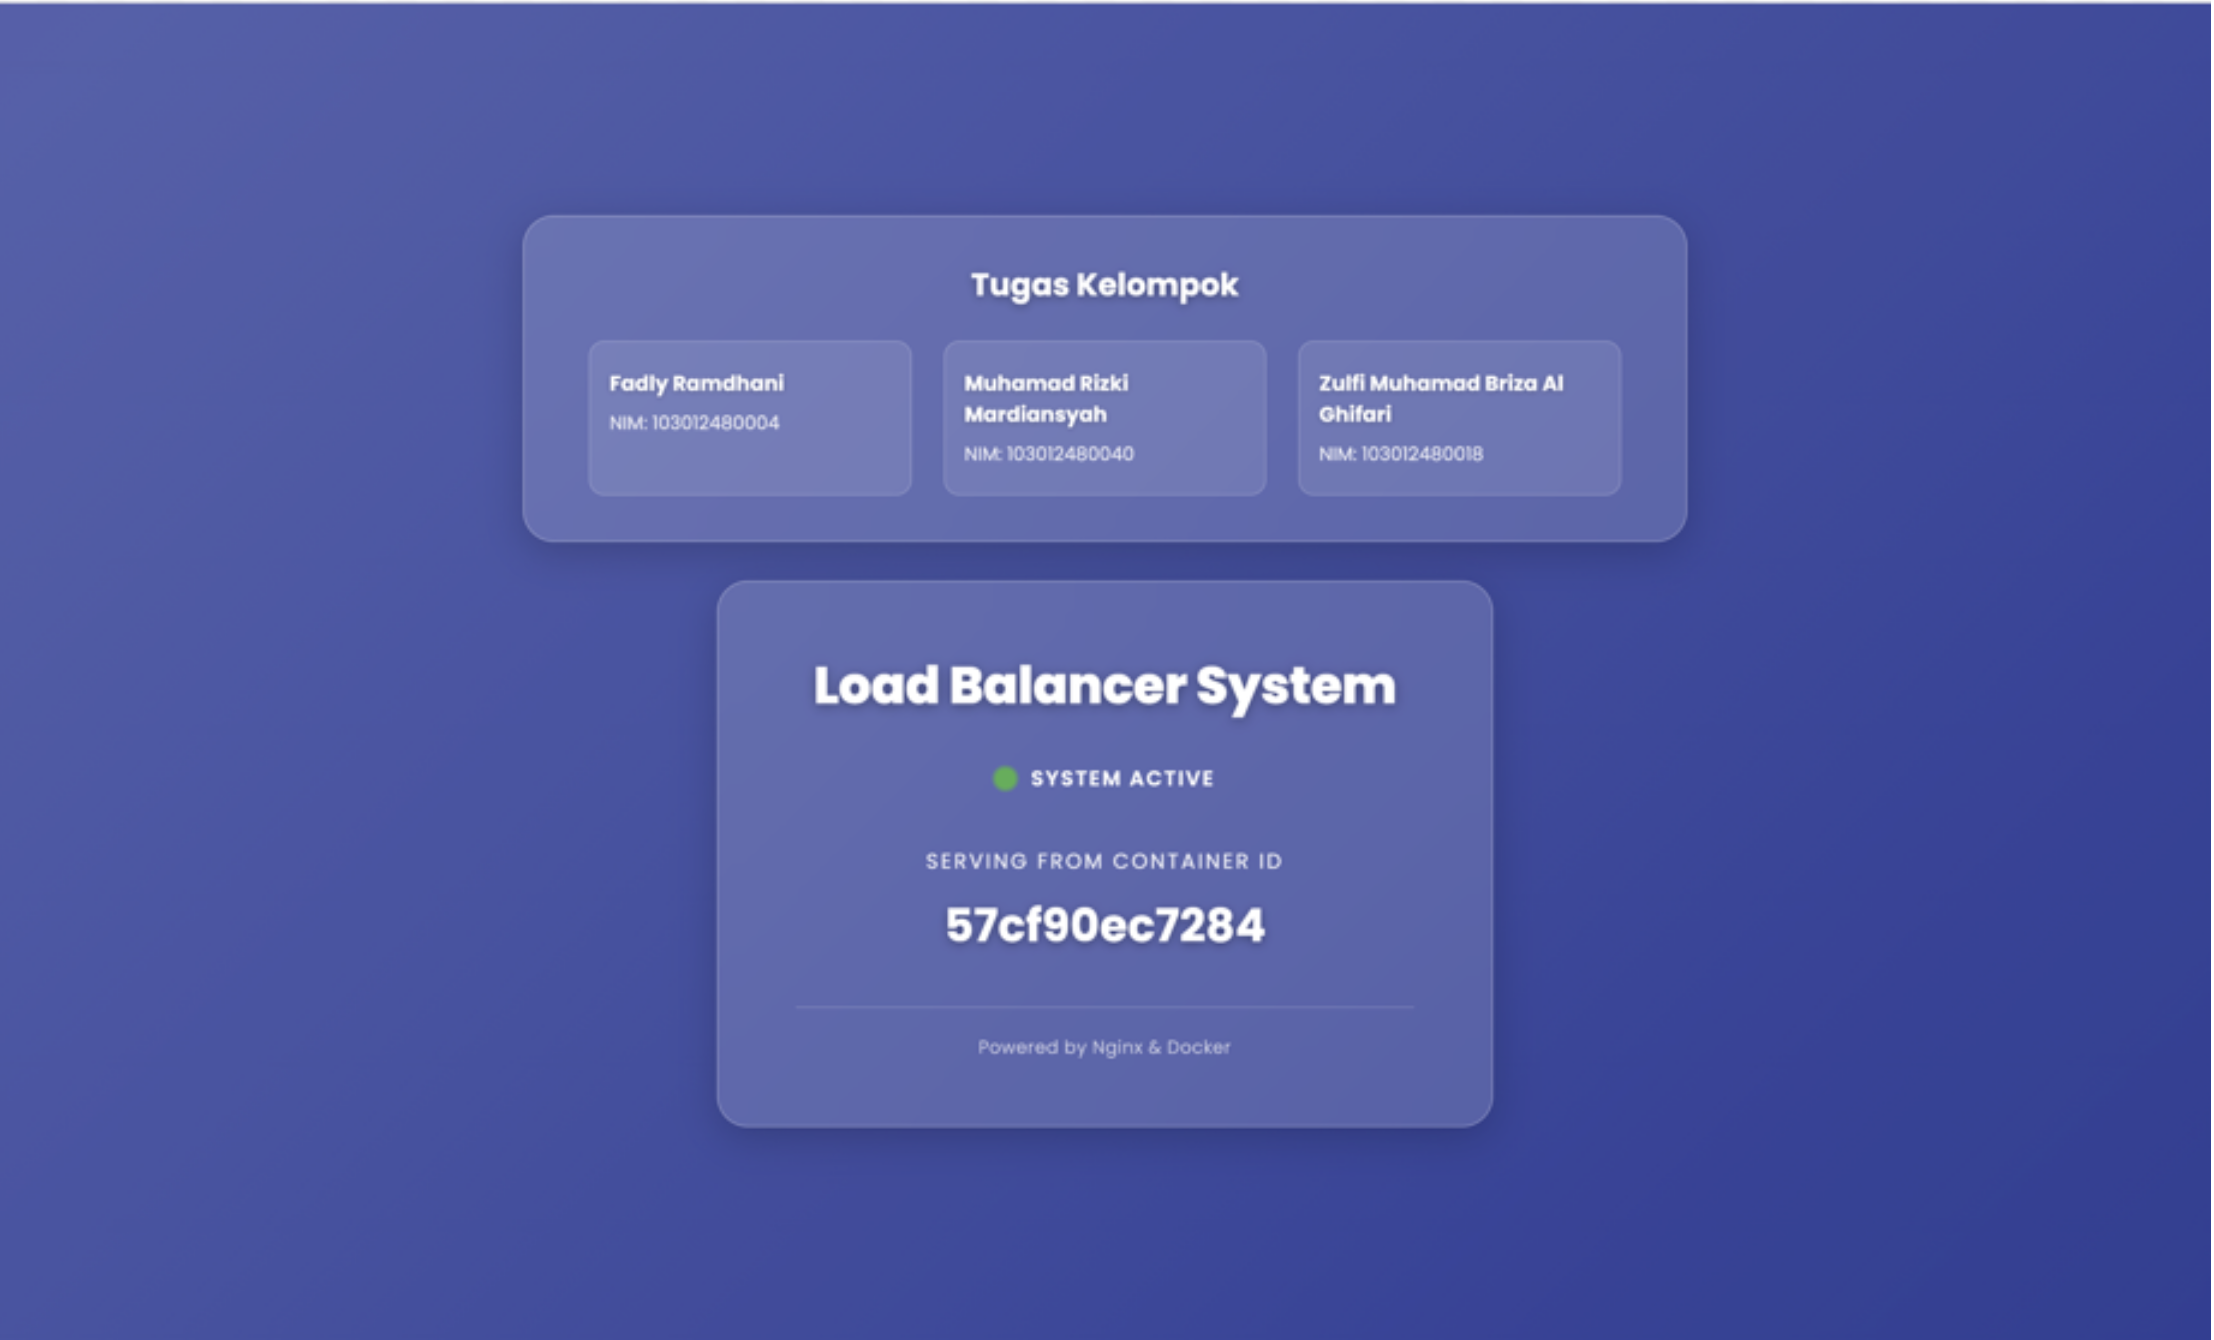 Tugas Kelompok
Fadly Ramdhani
NIM: 103012480004
Muhamad Rizki
Mardiansyah
NIM: 103012480040
Zulfi Muhamad Briza Al
Ghifari
NIM: 103012480018
Load Balancer System
SYSTEM ACTIVE
SERVING FROM CONTAINER ID
57cf90ec7284
Powered by Nginx & Docker